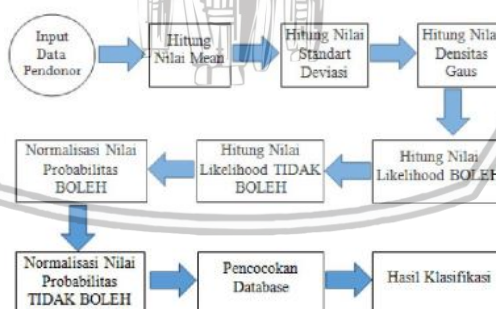 Input
Data
Pendonor
Hitung
Nilai Mean
Hitung Nilai
Standart
Deviasi
Hitung Nilai
Densitas
Gaus
Hitung Nilai
Likelihood BOLEH
Hitung Nilai
Likelihood TIDAK
BOLEH
Normalisasi Nilai
Probabilitas
BOLEH
Normalisasi Nilai
Probabilitas
TIDAK BOLEH
Pencocokan
Database
Hasil Klasifikasi